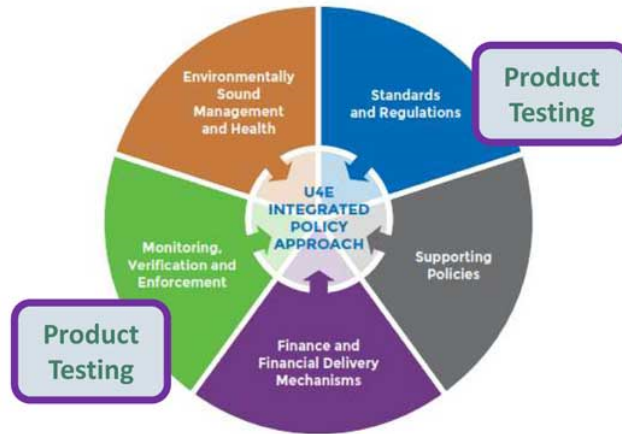 Environmentally
Sound
Management
and Health
Standards
and Regulations
Product
Testing
U4E
INTEGRATED
POLICY
APPROACH
Monitoring,
Verification and
Enforcement
Supporting
Policies
Product
Testing
Finance and
Financial Delivery
Mechanisms